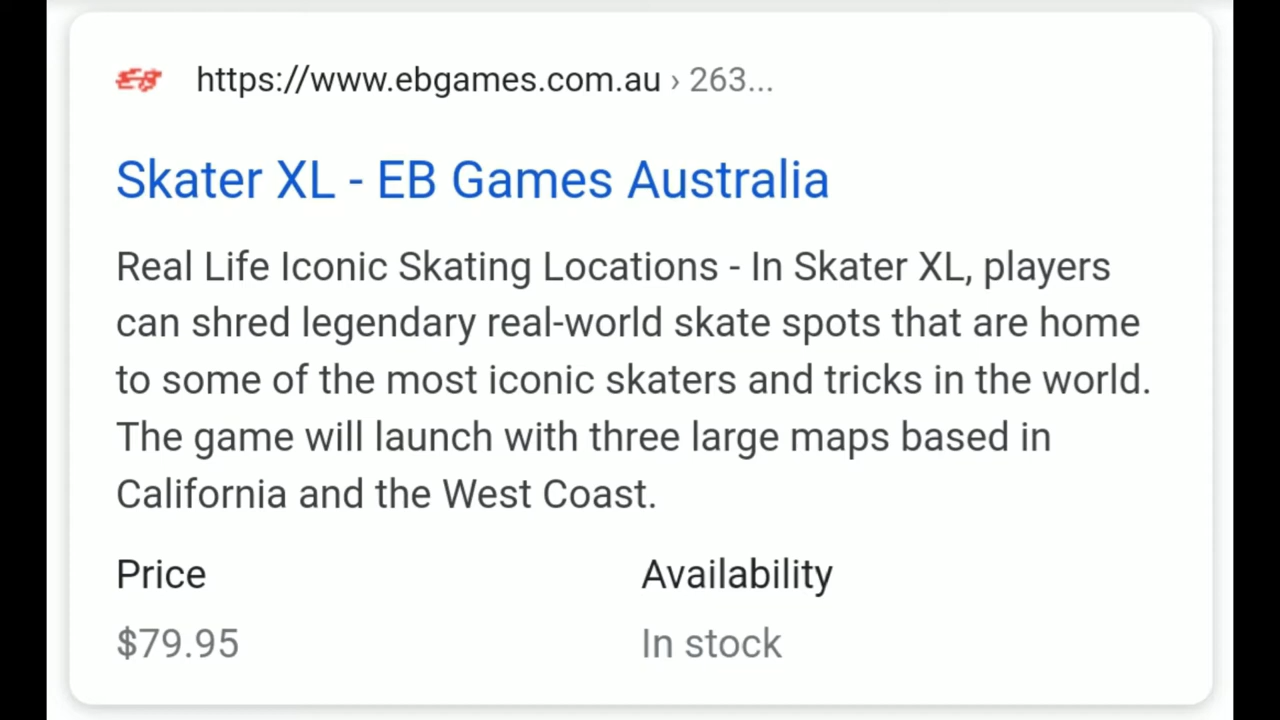 EB https://www.ebgames.com.au › 263...
Skater XL - EB Games Australia
Real Life Iconic Skating Locations - In Skater XL, players
can shred legendary real-world skate spots that are home
to some of the most iconic skaters and tricks in the world.
The game will launch with three large maps based in
California and the West Coast.
Price Availability
$79.95 In stock